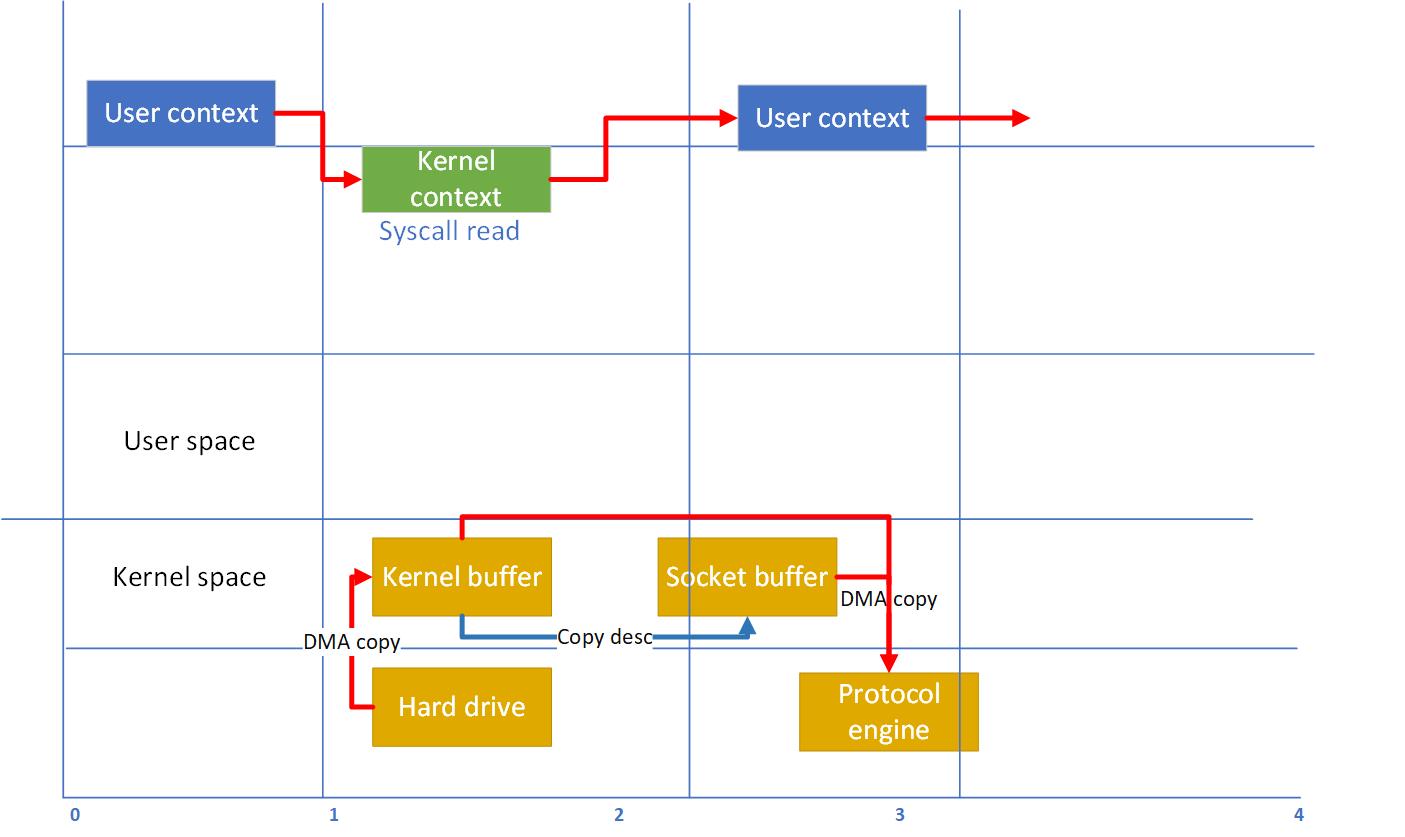 User context
User context
Kernel
context
Syscall read
User space
Kernel space
Kernel buffer
Socket buffer
DMA copy
DMA copy
Copy desc
Hard drive
Protocol
engine
0
1
2
3
4